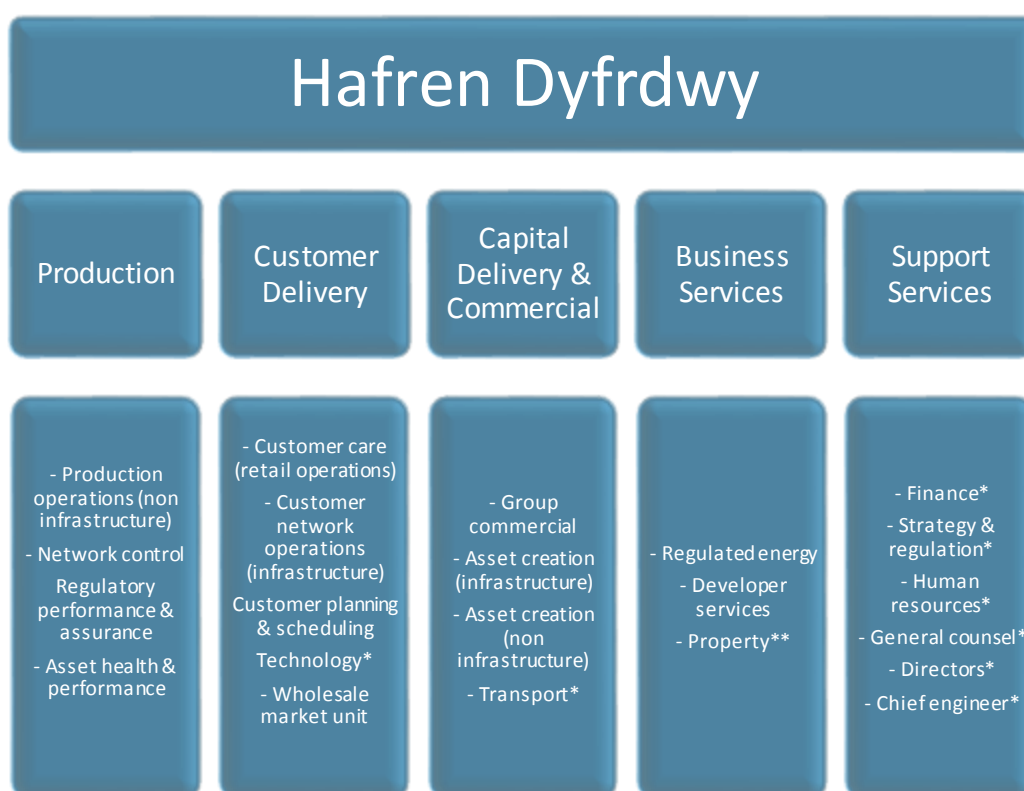 Hafren Dyfrdwy
Production
Customer
Delivery
Capital
Delivery &
Commercial
Business
Services
Support
Services
- Production
operations (non
infrastructure)
- Network control
Regulatory
performance &
assurance
- Asset health &
performance
- Customer care
(retail operations)
- Customer
network
operations
(infrastructure)
Customer planning
& scheduling
Technology*
- Wholesale
market unit
- Group
commercial
- Asset creation
(infrastructure)
- Asset creation
(non
infrastructure)
- Transport*
- Regulated energy
- Developer
services
- Property**
- Finance*
- Strategy &
regulation*
- Human
resources*
- General counsel*
- Directors*
- Chief engineer*